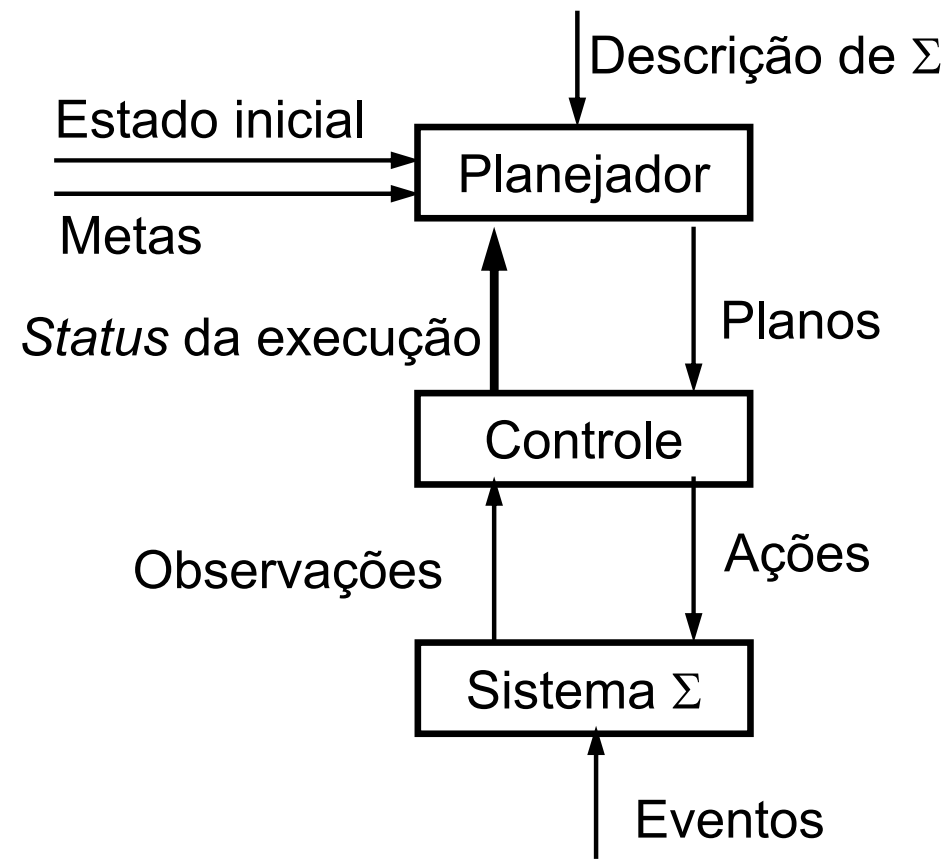 Descrição de Σ
Estado inicial
Planejador
Metas
Status da execução
Planos
Controle
Observações
Ações
Sistema Σ
Eventos